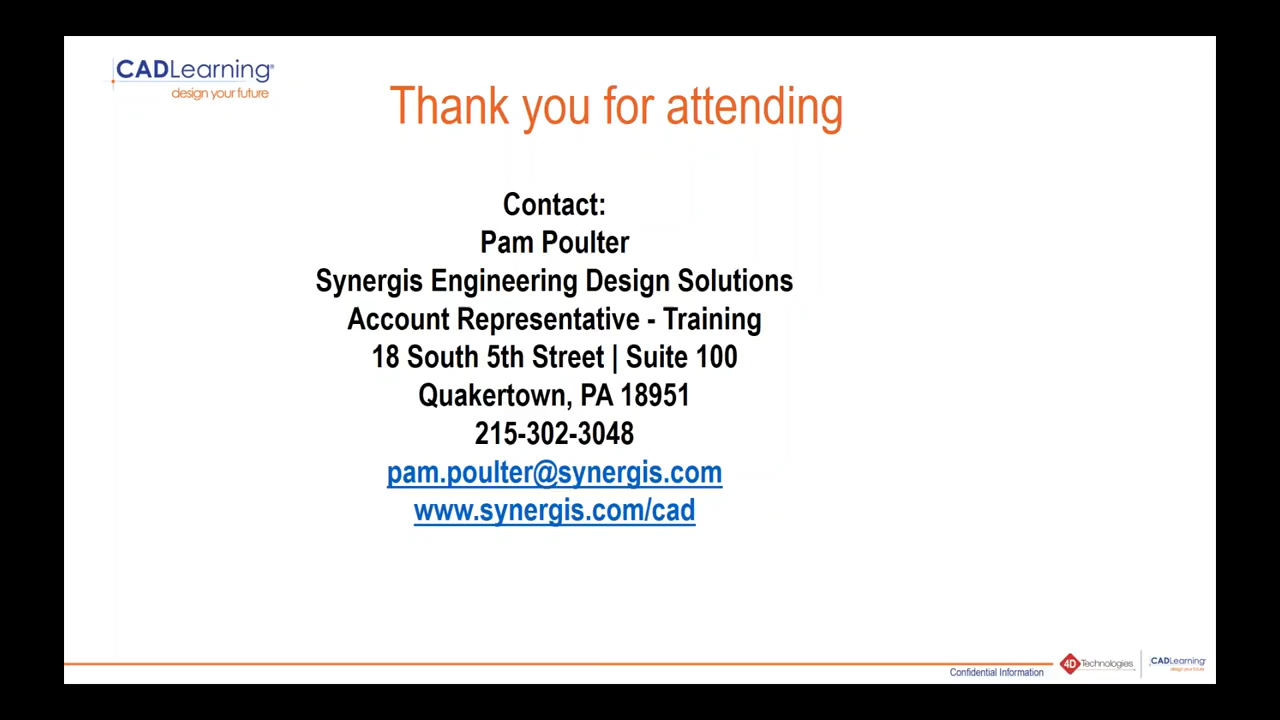 CADLearning®
design your future
Thank you for attending
Contact:
Pam Poulter
Synergis Engineering Design Solutions
Account Representative - Training
18 South 5th Street | Suite 100
Quakertown, PA 18951
215-302-3048
pam.poulter@synergis.com
www.synergis.com/cad
Confidential Information
4D Technologies
CADLearning®
design your future